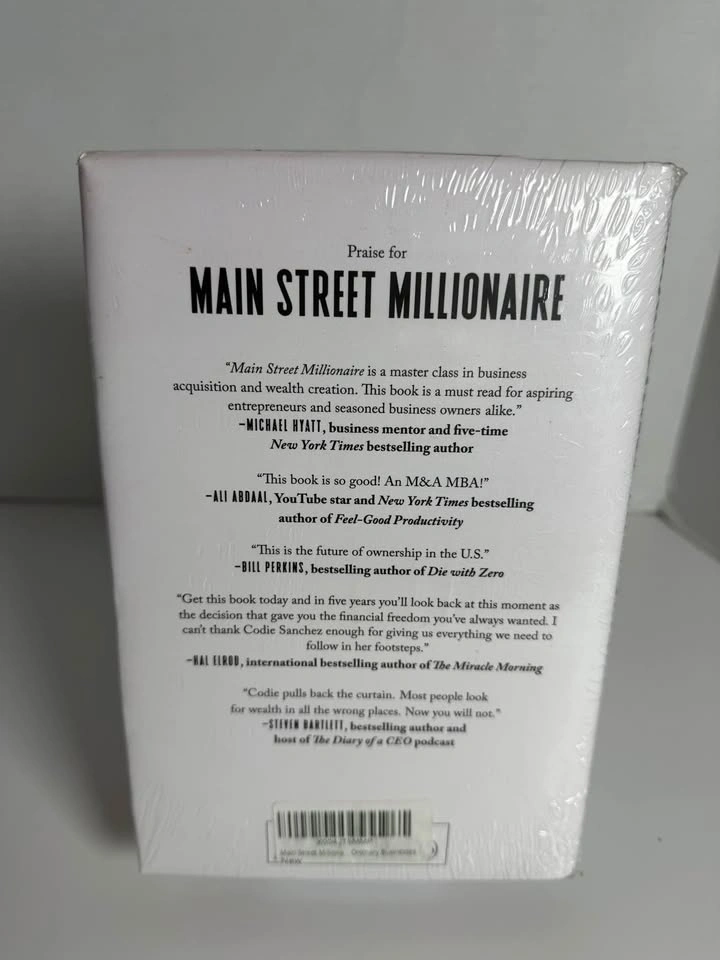 Praise for
MAIN STREET MILLIONAIRE
“Main Street Millionaire is a master class in business
acquisition and wealth creation. This book is a must read for aspiring
entrepreneurs and seasoned business owners alike.”
–MICHAEL HYATT, business mentor and five-time
New York Times bestselling author
“This book is so good! An M&A MBA!”
–ALI ABDAAL, YouTube star and New York Times bestselling
author of Feel-Good Productivity
“This is the future of ownership in the U.S.”
–BILL PERKINS, bestselling author of Die with Zero
“Get this book today and in five years you’ll look back at this moment as
the decision that gave you the financial freedom you’ve always wanted. I
can’t thank Codie Sanchez enough for giving us everything we need to
follow in her footsteps.”
–HAL ELROD, international bestselling author of The Miracle Morning
“Codie pulls back the curtain. Most people look
for wealth in all the wrong places. Now you will not.”
–STEVEN BARTLETT, bestselling author and
host of The Diary of a CEO podcast
Main Street Milliona... Ordinary Businesses
New